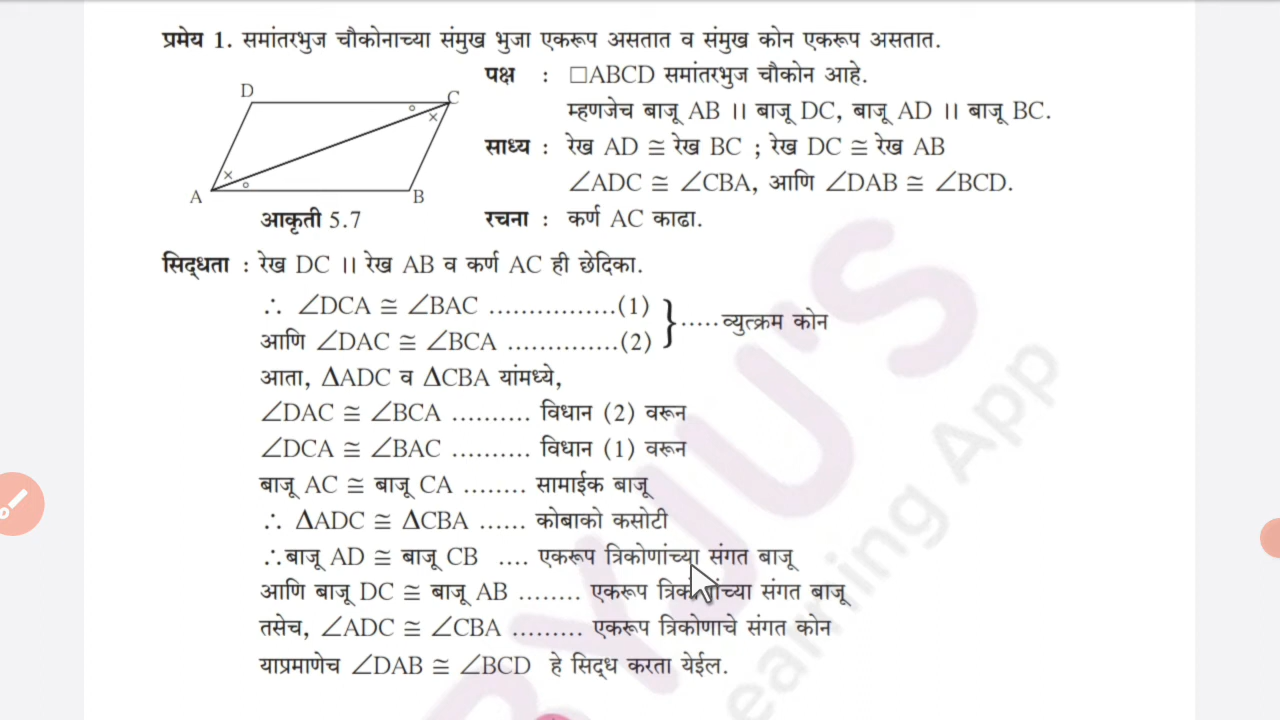 प्रमेय 1. समांतरभुज चौकोनाच्या संमुख भुजा एकरूप असतात व संमुख कोन एकरूप असतात.
पक्ष : □ABCD समांतरभुज चौकोन आहे.
म्हणजेच बाजू AB ॥ बाजू DC, बाजू AD ॥ बाजू BC.
साध्य : रेख AD ≅ रेख BC ; रेख DC ≅ रेख AB
∠ADC ≅ ∠CBA, आणि ∠DAB ≅ ∠BCD.
रचना : कर्ण AC काढा.
D
C
A
B
आकृती 5.7
सिद्धता : रेख DC ॥ रेख AB व कर्ण AC ही छेदिका.
∴ ∠DCA ≅ ∠BAC ................(1)
आणि ∠DAC ≅ ∠BCA ..............(2)
} .....व्युत्क्रम कोन
आता, ΔADC व ΔCBA यांमध्ये,
∠DAC ≅ ∠BCA .......... विधान (2) वरून
∠DCA ≅ ∠BAC .......... विधान (1) वरून
बाजू AC ≅ बाजू CA ........ सामाईक बाजू
∴ ΔADC ≅ ΔCBA ...... कोबाको कसोटी
∴बाजू AD ≅ बाजू CB .... एकरूप त्रिकोणांच्या संगत बाजू
आणि बाजू DC ≅ बाजू AB ........ एकरूप त्रिकोणांच्या संगत बाजू
तसेच, ∠ADC ≅ ∠CBA ......... एकरूप त्रिकोणाचे संगत कोन
याप्रमाणेच ∠DAB ≅ ∠BCD हे सिद्ध करता येईल.
BYJU'S
Learning App